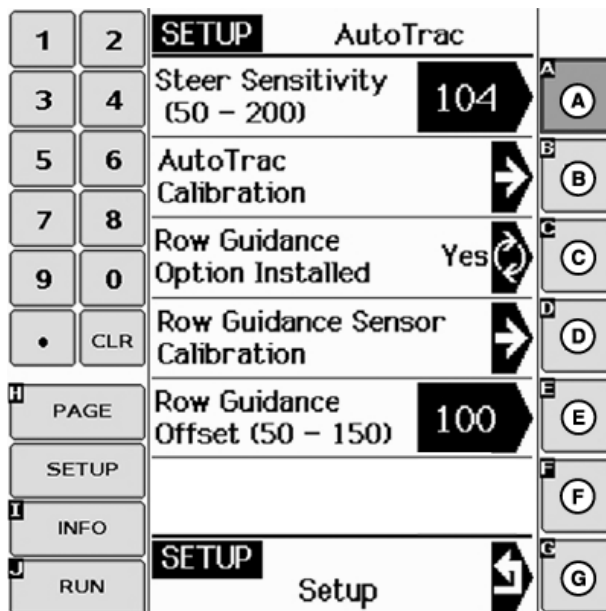 1 2
3 4
5 6
7 8
9 0
• CLR
H PAGE
SETUP
I INFO
J RUN
SETUP AutoTrac
Steer Sensitivity
(50 - 200) 104
AutoTrac
Calibration
Row Guidance
Option Installed Yes
Row Guidance Sensor
Calibration
Row Guidance
Offset (50 - 150) 100
SETUP
Setup
A A
B B
C C
D D
E E
F F
G G